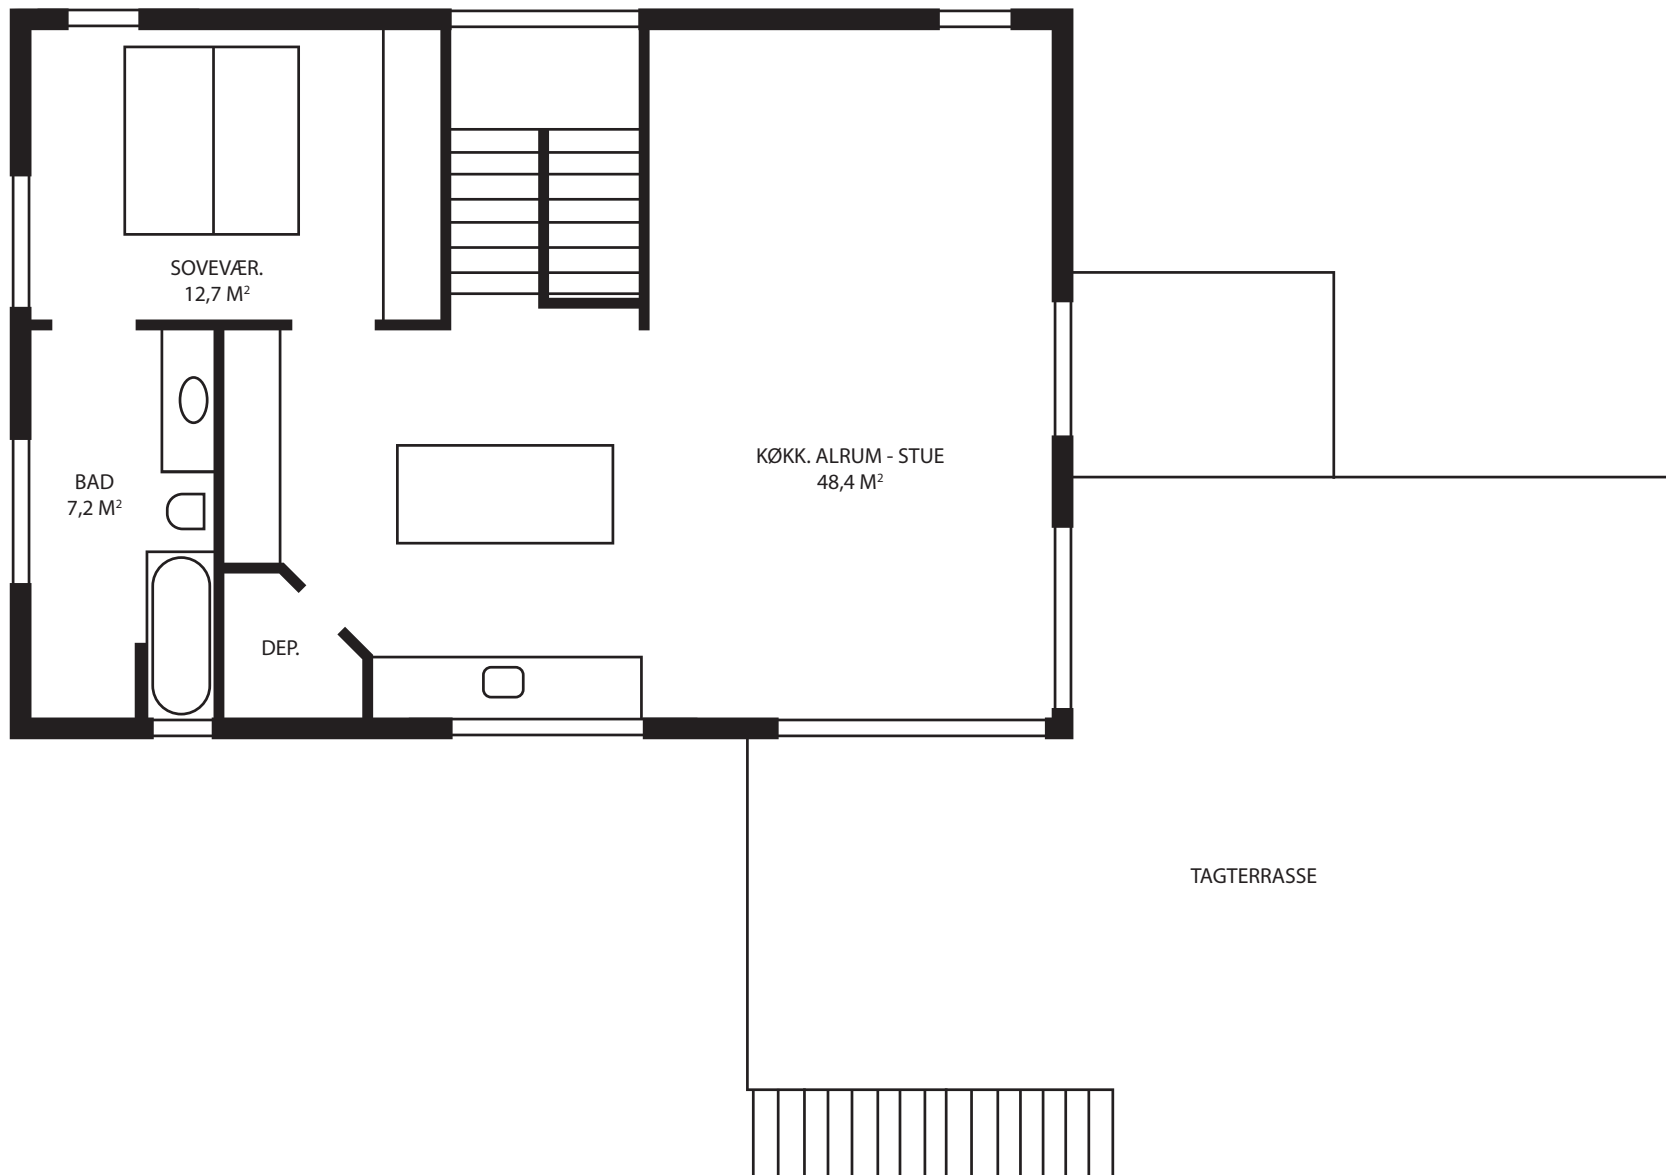 SOVEVÆR.
12,7 M²
KØKK. ALRUM - STUE
48,4 M²
BAD
7,2 M²
DEP.
TAGTERRASSE